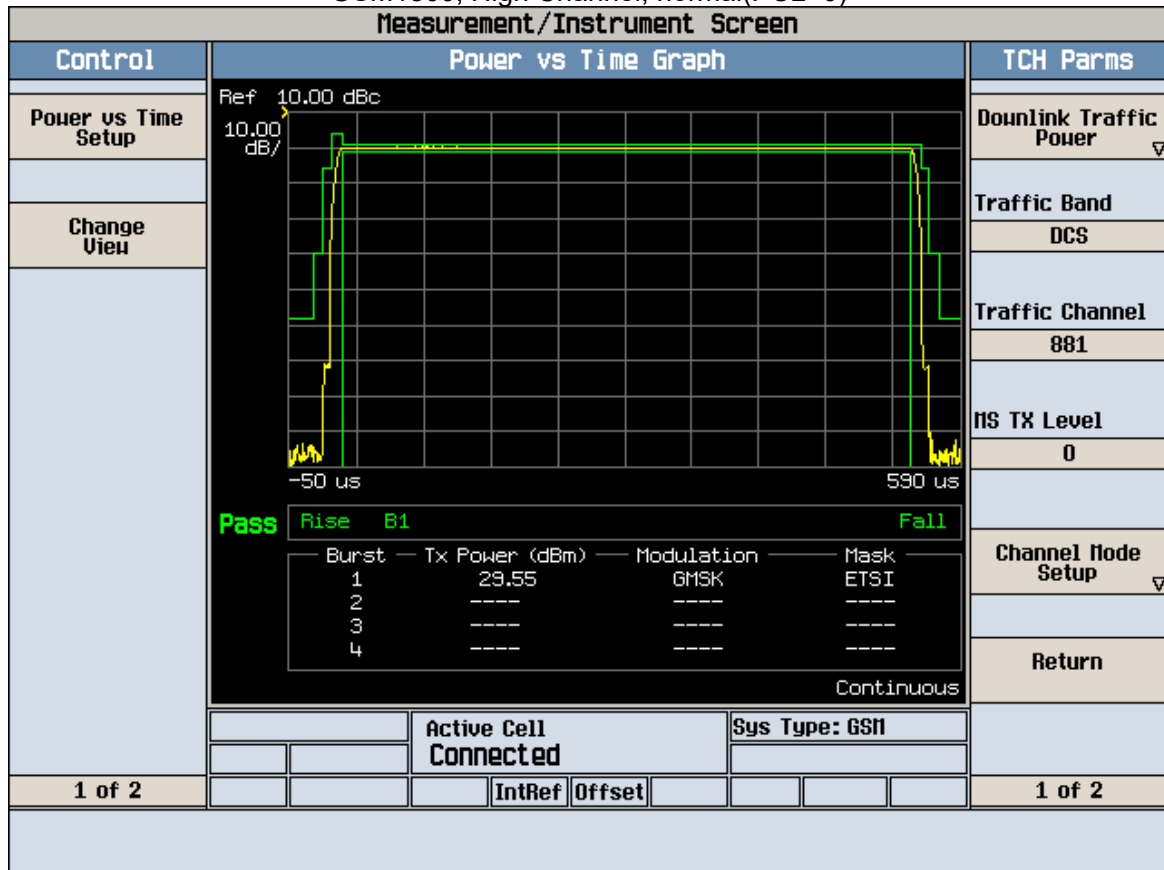 Measurement/Instrument Screen
Control
Power vs Time Graph
TCH Parms
Power vs Time
Setup
Change
View
1 of 2
Ref 10.00 dBc
10.00
dB/
-50 us
590 us
Pass
Rise B1 Fall
Burst Tx Power (dBm) Modulation Mask
1 29.55 GMSK ETSI
2 ---- ---- ----
3 ---- ---- ----
4 ---- ---- ----
Continuous
Active Cell
Connected
Sys Type: GSM
IntRef Offset
Downlink Traffic
Power
Traffic Band
DCS
Traffic Channel
881
MS TX Level
0
Channel Mode
Setup
Return
1 of 2